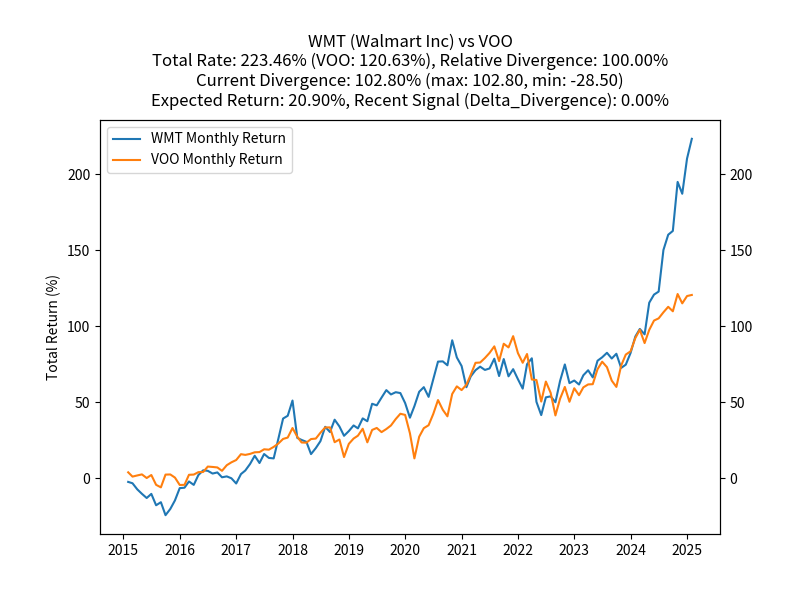 WMT (Walmart Inc) vs VOO
Total Rate: 223.46% (VOO: 120.63%), Relative Divergence: 100.00%
Current Divergence: 102.80% (max: 102.80, min: -28.50)
Expected Return: 20.90%, Recent Signal (Delta_Divergence): 0.00%
WMT Monthly Return
VOO Monthly Return
Total Return (%)
200 200
150 150
100 100
50 50
0 0
2015 2016 2017 2018 2019 2020 2021 2022 2023 2024 2025